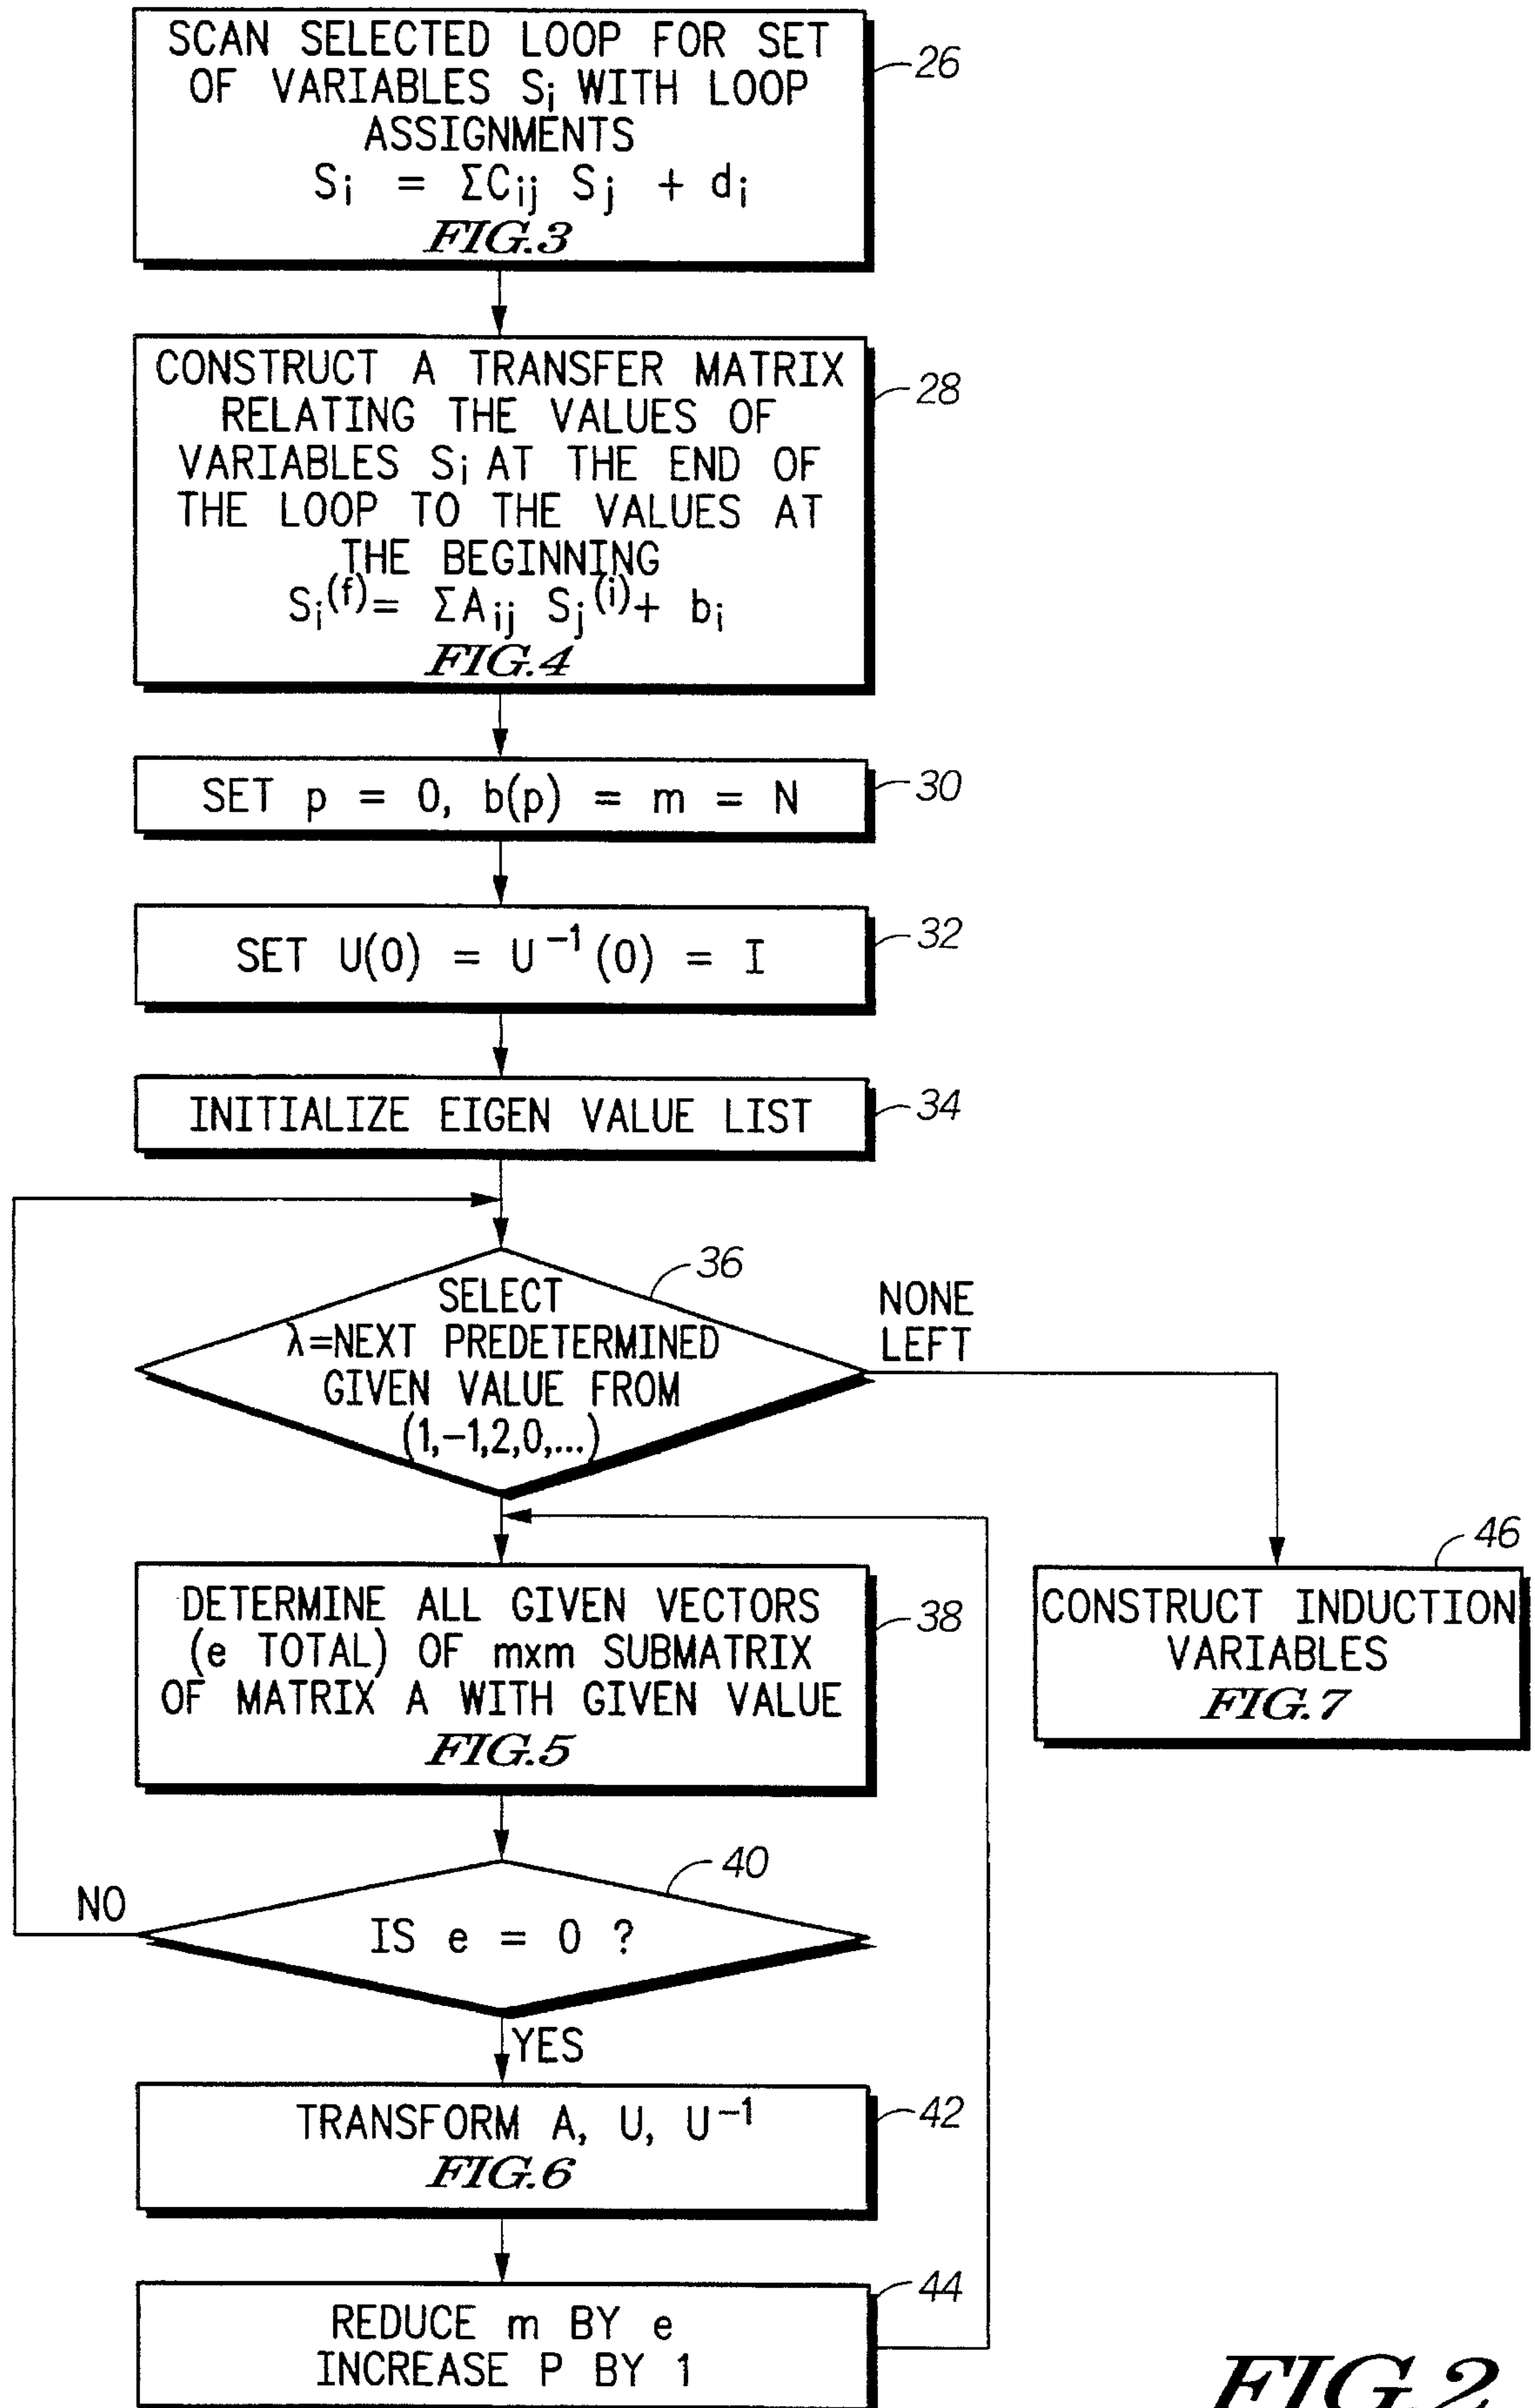 SCAN SELECTED LOOP FOR SET
OF VARIABLES Si WITH LOOP
ASSIGNMENTS
Si = ΣCij Sj + di
FIG.3
26
CONSTRUCT A TRANSFER MATRIX
RELATING THE VALUES OF
VARIABLES Si AT THE END OF
THE LOOP TO THE VALUES AT
THE BEGINNING
Si(f)= ΣAij Sj(i)+ bi
FIG.4
28
SET p = 0, b(p) = m = N
30
SET U(0) = U⁻¹(0) = I
32
INITIALIZE EIGEN VALUE LIST
34
SELECT
λ=NEXT PREDETERMINED
GIVEN VALUE FROM
(1,-1,2,0,...)
36
NONE
LEFT
DETERMINE ALL GIVEN VECTORS
(e TOTAL) OF mxm SUBMATRIX
OF MATRIX A WITH GIVEN VALUE
FIG.5
38
CONSTRUCT INDUCTION
VARIABLES
FIG.7
46
IS e = 0 ?
40
NO
YES
TRANSFORM A, U, U⁻¹
FIG.6
42
REDUCE m BY e
INCREASE P BY 1
44
FIG.2